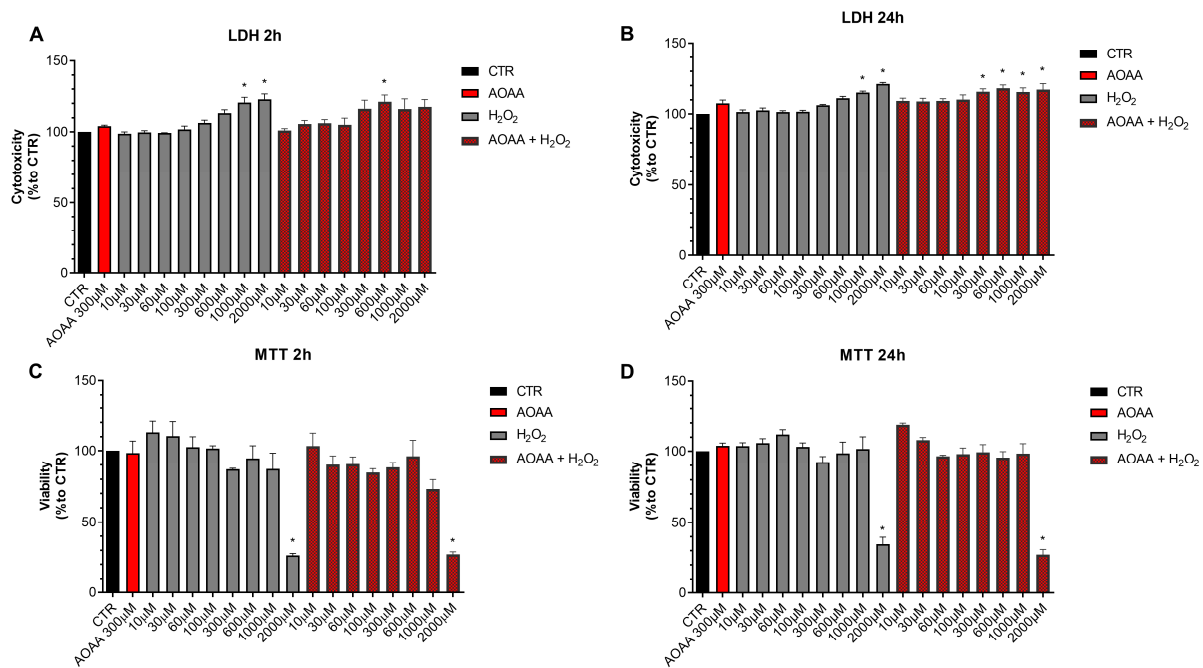 A
LDH 2h
Cytotoxicity
(%to CTR)
150
100
50
0
CTR
AOAA 300µM
10µM
30µM
60µM
100µM
300µM
600µM
1000µM
2000µM
10µM
30µM
60µM
100µM
300µM
600µM
1000µM
2000µM
*
*
*
CTR
AOAA
H₂O₂
AOAA + H₂O₂
B
LDH 24h
Cytotoxicity
(%to CTR)
150
100
50
0
CTR
AOAA 300µM
10µM
30µM
60µM
100µM
300µM
600µM
1000µM
2000µM
10µM
30µM
60µM
100µM
300µM
600µM
1000µM
2000µM
*
*
*
*
*
*
CTR
AOAA
H₂O₂
AOAA + H₂O₂
C
MTT 2h
Viability
(%to CTR)
150
100
50
0
CTR
AOAA 300µM
10µM
30µM
60µM
100µM
300µM
600µM
1000µM
2000µM
10µM
30µM
60µM
100µM
300µM
600µM
1000µM
2000µM
*
*
CTR
AOAA
H₂O₂
AOAA + H₂O₂
D
MTT 24h
Viability
(%to CTR)
150
100
50
0
CTR
AOAA 300µM
10µM
30µM
60µM
100µM
300µM
600µM
1000µM
2000µM
10µM
30µM
60µM
100µM
300µM
600µM
1000µM
2000µM
*
*
CTR
AOAA
H₂O₂
AOAA + H₂O₂